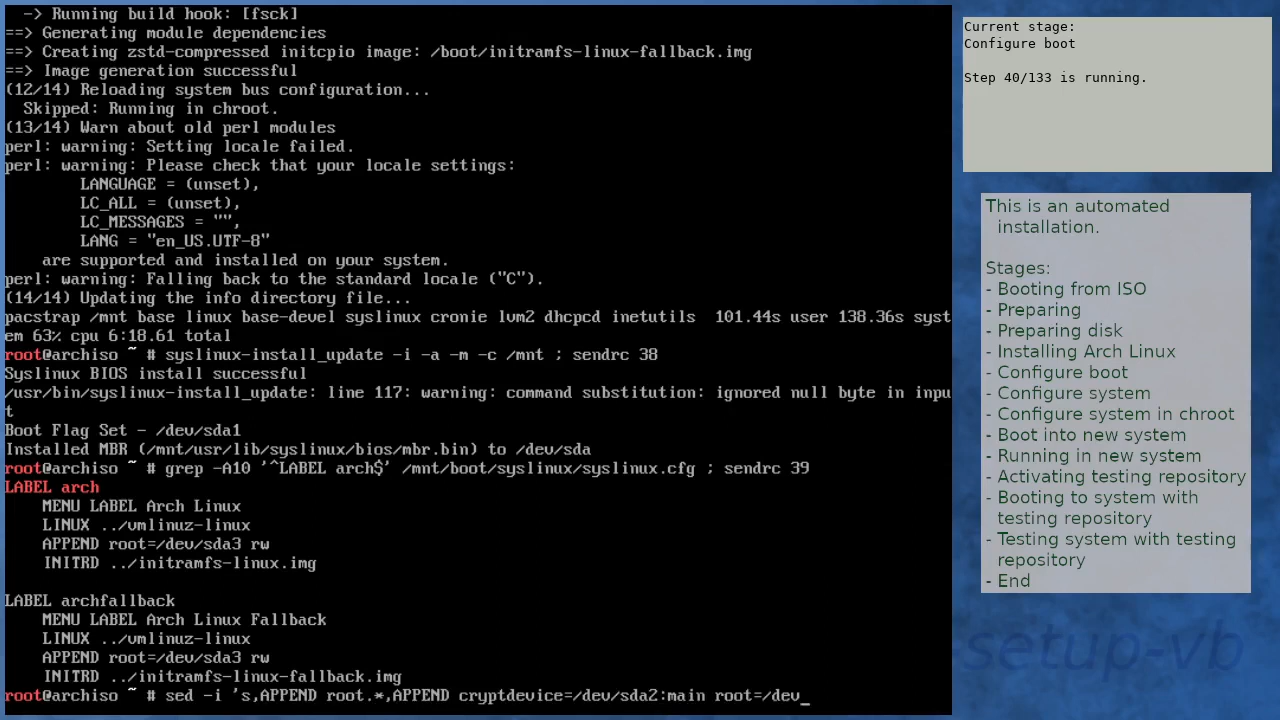 -> Running build hook: [fsck]
==> Generating module dependencies
==> Creating zstd-compressed initcpio image: /boot/initramfs-linux-fallback.img
==> Image generation successful
(12/14) Reloading system bus configuration...
Skipped: Running in chroot.
(13/14) Warn about old perl modules
perl: warning: Setting locale failed.
perl: warning: Please check that your locale settings:
LANGUAGE = (unset),
LC_ALL = (unset),
LC_MESSAGES = "",
LANG = "en_US.UTF-8"
are supported and installed on your system.
perl: warning: Falling back to the standard locale ("C").
(14/14) Updating the info directory file...
pacstrap /mnt base linux base-devel syslinux cronie lvm2 dhcpcd inetutils  101.44s user 138.36s syst
em 63% cpu 6:18.61 total
root@archiso ~ # syslinux-install_update -i -a -m -c /mnt ; sendrc 38
Syslinux BIOS install successful
/usr/bin/syslinux-install_update: line 117: warning: command substitution: ignored null byte in inpu
t
Boot Flag Set - /dev/sda1
Installed MBR (/mnt/usr/lib/syslinux/bios/mbr.bin) to /dev/sda
root@archiso ~ # grep -A10 '^LABEL arch$' /mnt/boot/syslinux/syslinux.cfg ; sendrc 39
LABEL arch
MENU LABEL Arch Linux
LINUX ../vmlinuz-linux
APPEND root=/dev/sda3 rw
INITRD ../initramfs-linux.img
LABEL archfallback
MENU LABEL Arch Linux Fallback
LINUX ../vmlinuz-linux
APPEND root=/dev/sda3 rw
INITRD ../initramfs-linux-fallback.img
root@archiso ~ # sed -i 's,APPEND root.*,APPEND cryptdevice=/dev/sda2:main root=/dev_
Current stage:
Configure boot
Step 40/133 is running.
This is an automated
installation.
Stages:
- Booting from ISO
- Preparing
- Preparing disk
- Installing Arch Linux
- Configure boot
- Configure system
- Configure system in chroot
- Boot into new system
- Running in new system
- Activating testing repository
- Booting to system with
testing repository
- Testing system with testing
repository
- End
-setup-vb